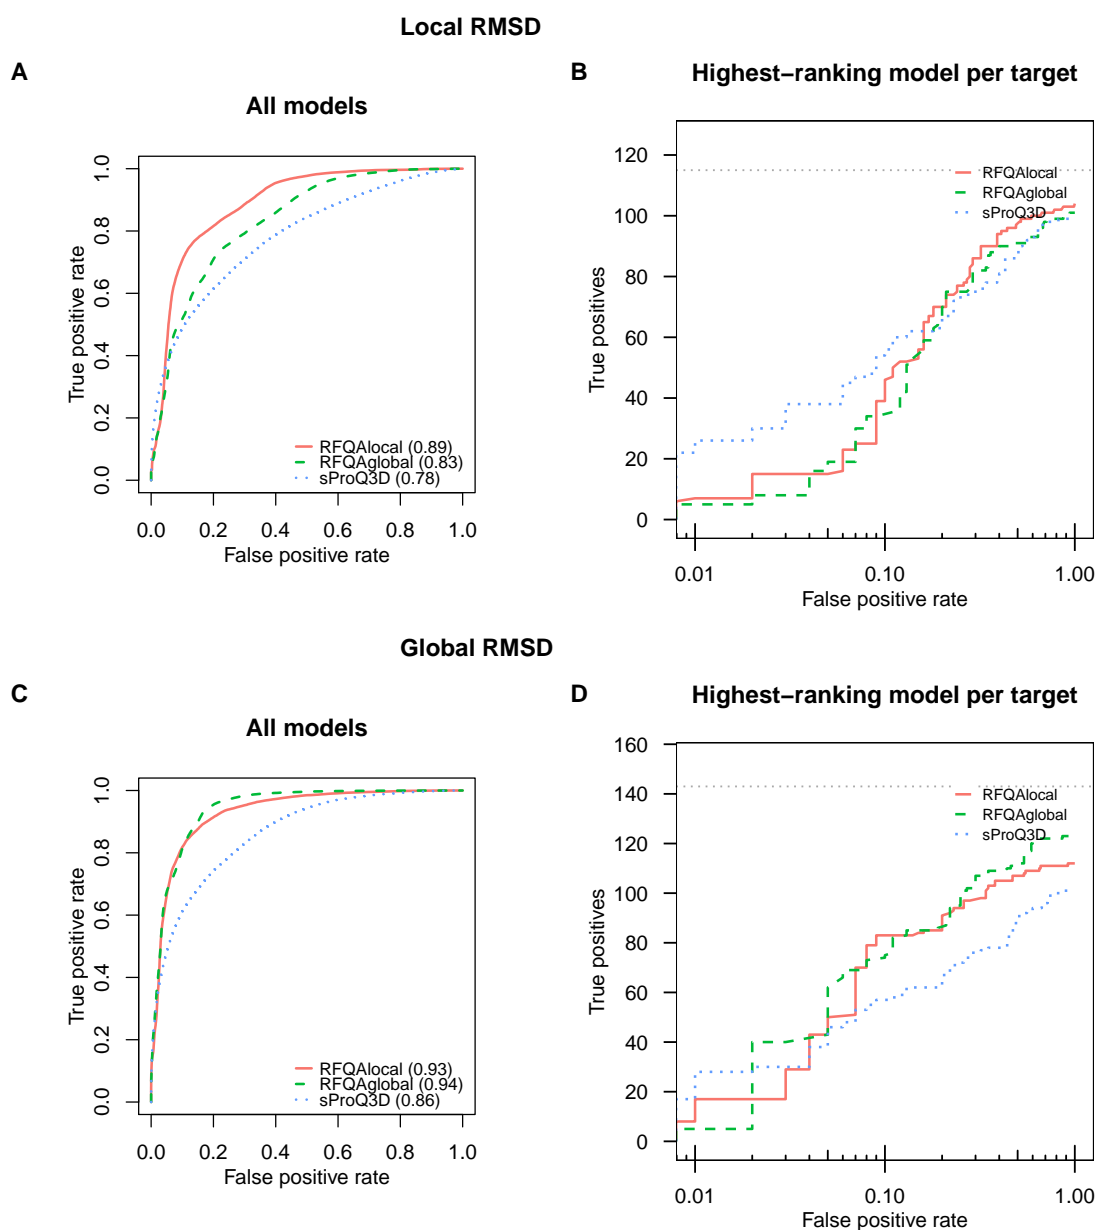 Local RMSD
A
All models
True positive rate
1.0
0.8
0.6
0.4
0.2
0.0
RFQAlocal (0.89)
RFQAglobal (0.83)
sProQ3D (0.78)
0.0 0.2 0.4 0.6 0.8 1.0
False positive rate
B
Highest−ranking model per target
True positives
120
100
80
60
40
20
0
RFQAlocal
RFQAglobal
sProQ3D
0.01 0.10 1.00
False positive rate
Global RMSD
C
All models
True positive rate
1.0
0.8
0.6
0.4
0.2
0.0
RFQAlocal (0.93)
RFQAglobal (0.94)
sProQ3D (0.86)
0.0 0.2 0.4 0.6 0.8 1.0
False positive rate
D
Highest−ranking model per target
True positives
160
140
120
100
80
60
40
20
0
RFQAlocal
RFQAglobal
sProQ3D
0.01 0.10 1.00
False positive rate